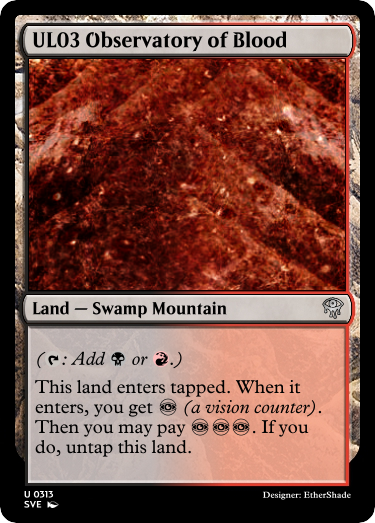 UL03 Observatory of Blood
Land — Swamp Mountain
( : Add or .)
This land enters tapped. When it
enters, you get (a vision counter).
Then you may pay . If you
do, untap this land.
U 0313
SVE
Designer: EtherShade